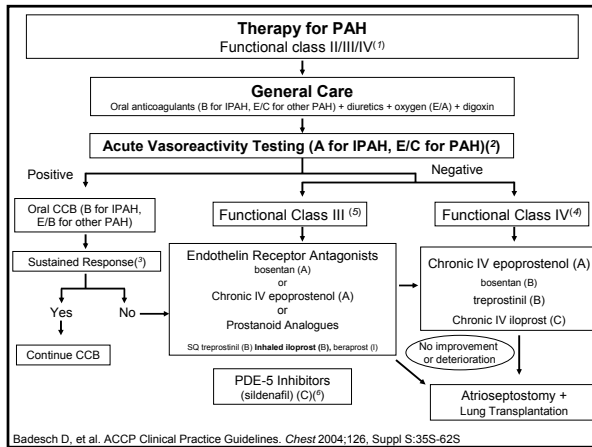 Therapy for PAH
Functional class II/III/IV(1)
General Care
Oral anticoagulants (B for IPAH, E/C for other PAH) + diuretics + oxygen (E/A) + digoxin
Acute Vasoreactivity Testing (A for IPAH, E/C for PAH)(2)
Positive
Negative
Oral CCB (B for IPAH,
E/B for other PAH)
Functional Class III (5)
Functional Class IV(4)
Sustained Response(3)
Yes
No
Continue CCB
Endothelin Receptor Antagonists
bosentan (A)
or
Chronic IV epoprostenol (A)
or
Prostanoid Analogues
SQ treprostinil (B) Inhaled iloprost (B), beraprost (I)
Chronic IV epoprostenol (A)
bosentan (B)
treprostinil (B)
Chronic IV iloprost (C)
No improvement
or deterioration
PDE-5 Inhibitors
(sildenafil) (C)(6)
Atrioseptostomy +
Lung Transplantation
Badesch D, et al. ACCP Clinical Practice Guidelines. Chest 2004;126, Suppl S:35S-62S